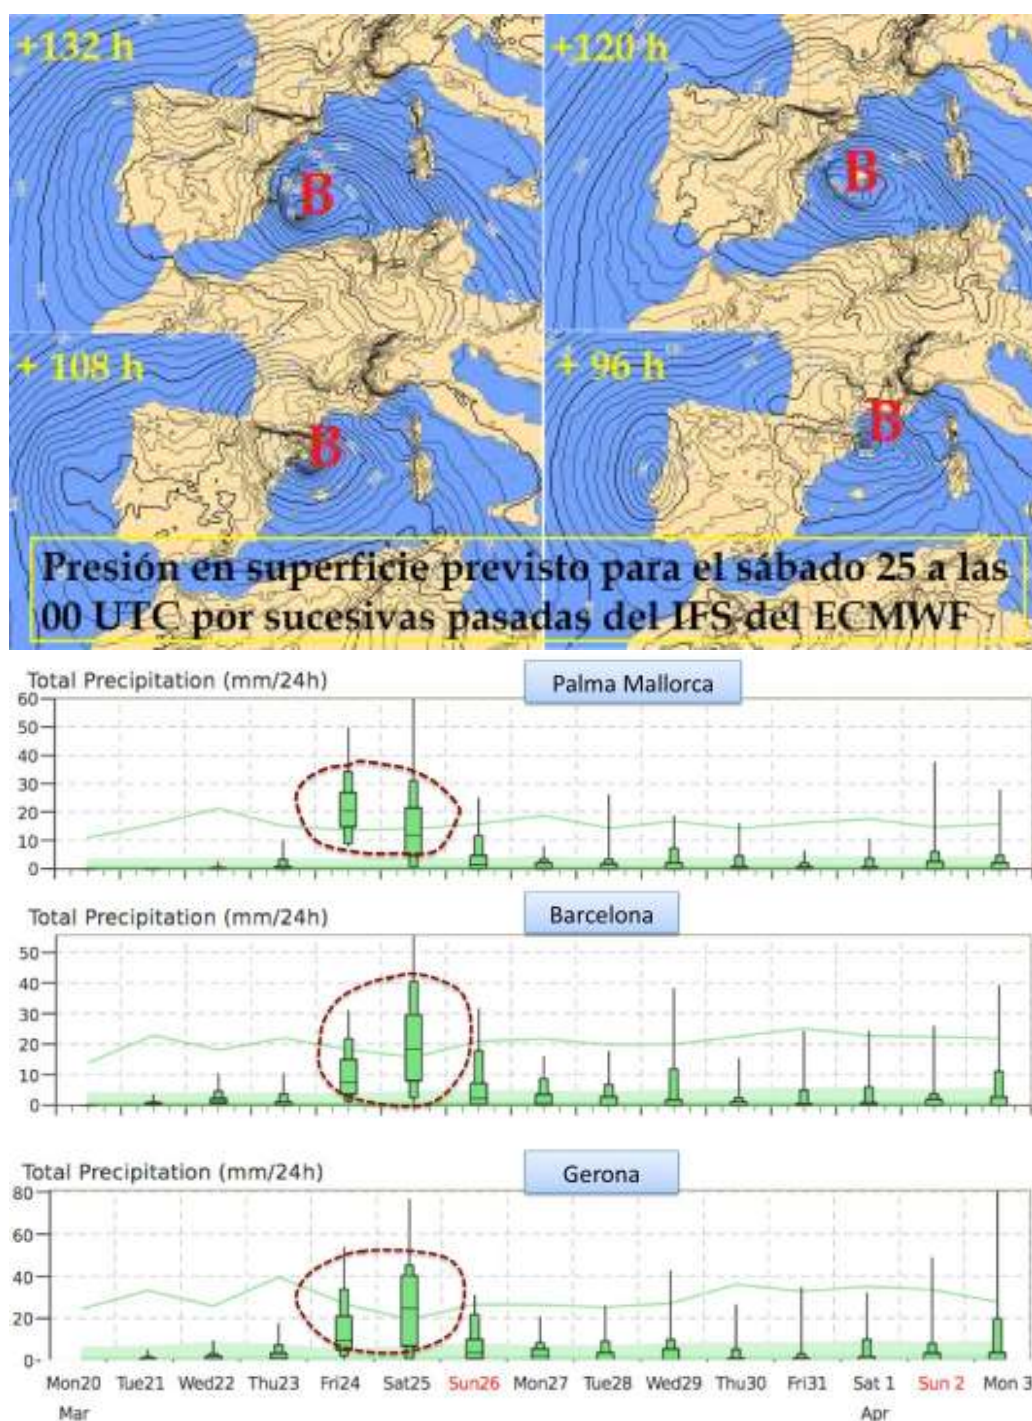 +132 h
+120 h
B
B
+ 108 h
+ 96 h
B
B
Presión en superficie previsto para el sábado 25 a las
00 UTC por sucesivas pasadas del IFS del ECMWF
Total Precipitation (mm/24h)
Palma Mallorca
60
50
40
30
20
10
0
Total Precipitation (mm/24h)
Barcelona
50
40
30
20
10
0
Total Precipitation (mm/24h)
Gerona
80
60
40
20
0
Mon20 Tue21 Wed22 Thu23 Fri24 Sat25 Sun26 Mon27 Tue28 Wed29 Thu30 Fri31 Sat 1 Sun 2 Mon 3
Mar Apr